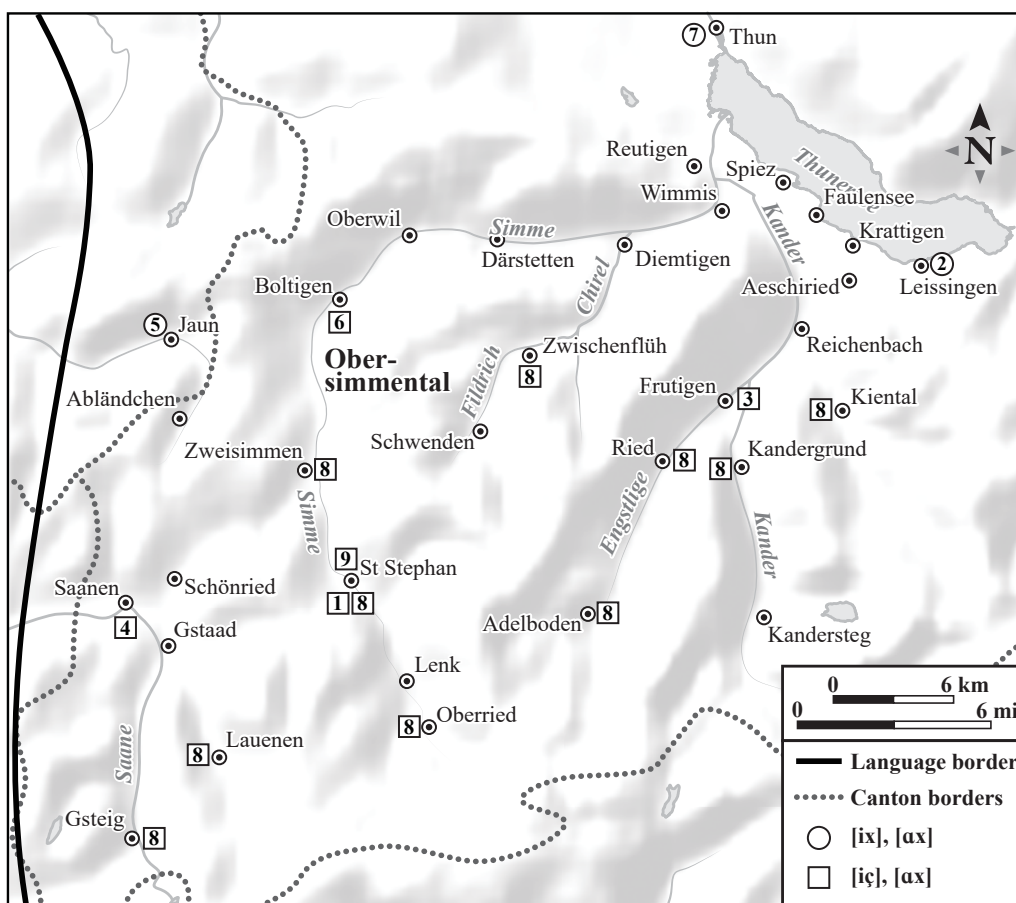 7
Thun
N
Reutigen
Spiez
Thunersee
Wimmis
Faulensee
Kander
Oberwil
Simme
Krattigen
Därstetten
Diemtigen
2
Leissingen
Boltigen
Chirel
Aeschiried
6
5
Jaun
Ober-
simmental
Zwischenflüh
8
Reichenbach
Fildrich
Frutigen
3
8
Kiental
Abländchen
Schwenden
Zweisimmen
8
Ried
8
8
Kandergrund
Simme
Engstlige
Kander
9
St Stephan
1
8
Saanen
Schönried
4
Gstaad
Adelboden
8
Kandersteg
Lenk
8
Oberried
8
Lauenen
Saane
Gsteig
8
0 6 km
0 6 mi
Language border
Canton borders
[ix], [ɑx]
[iç], [ɑx]